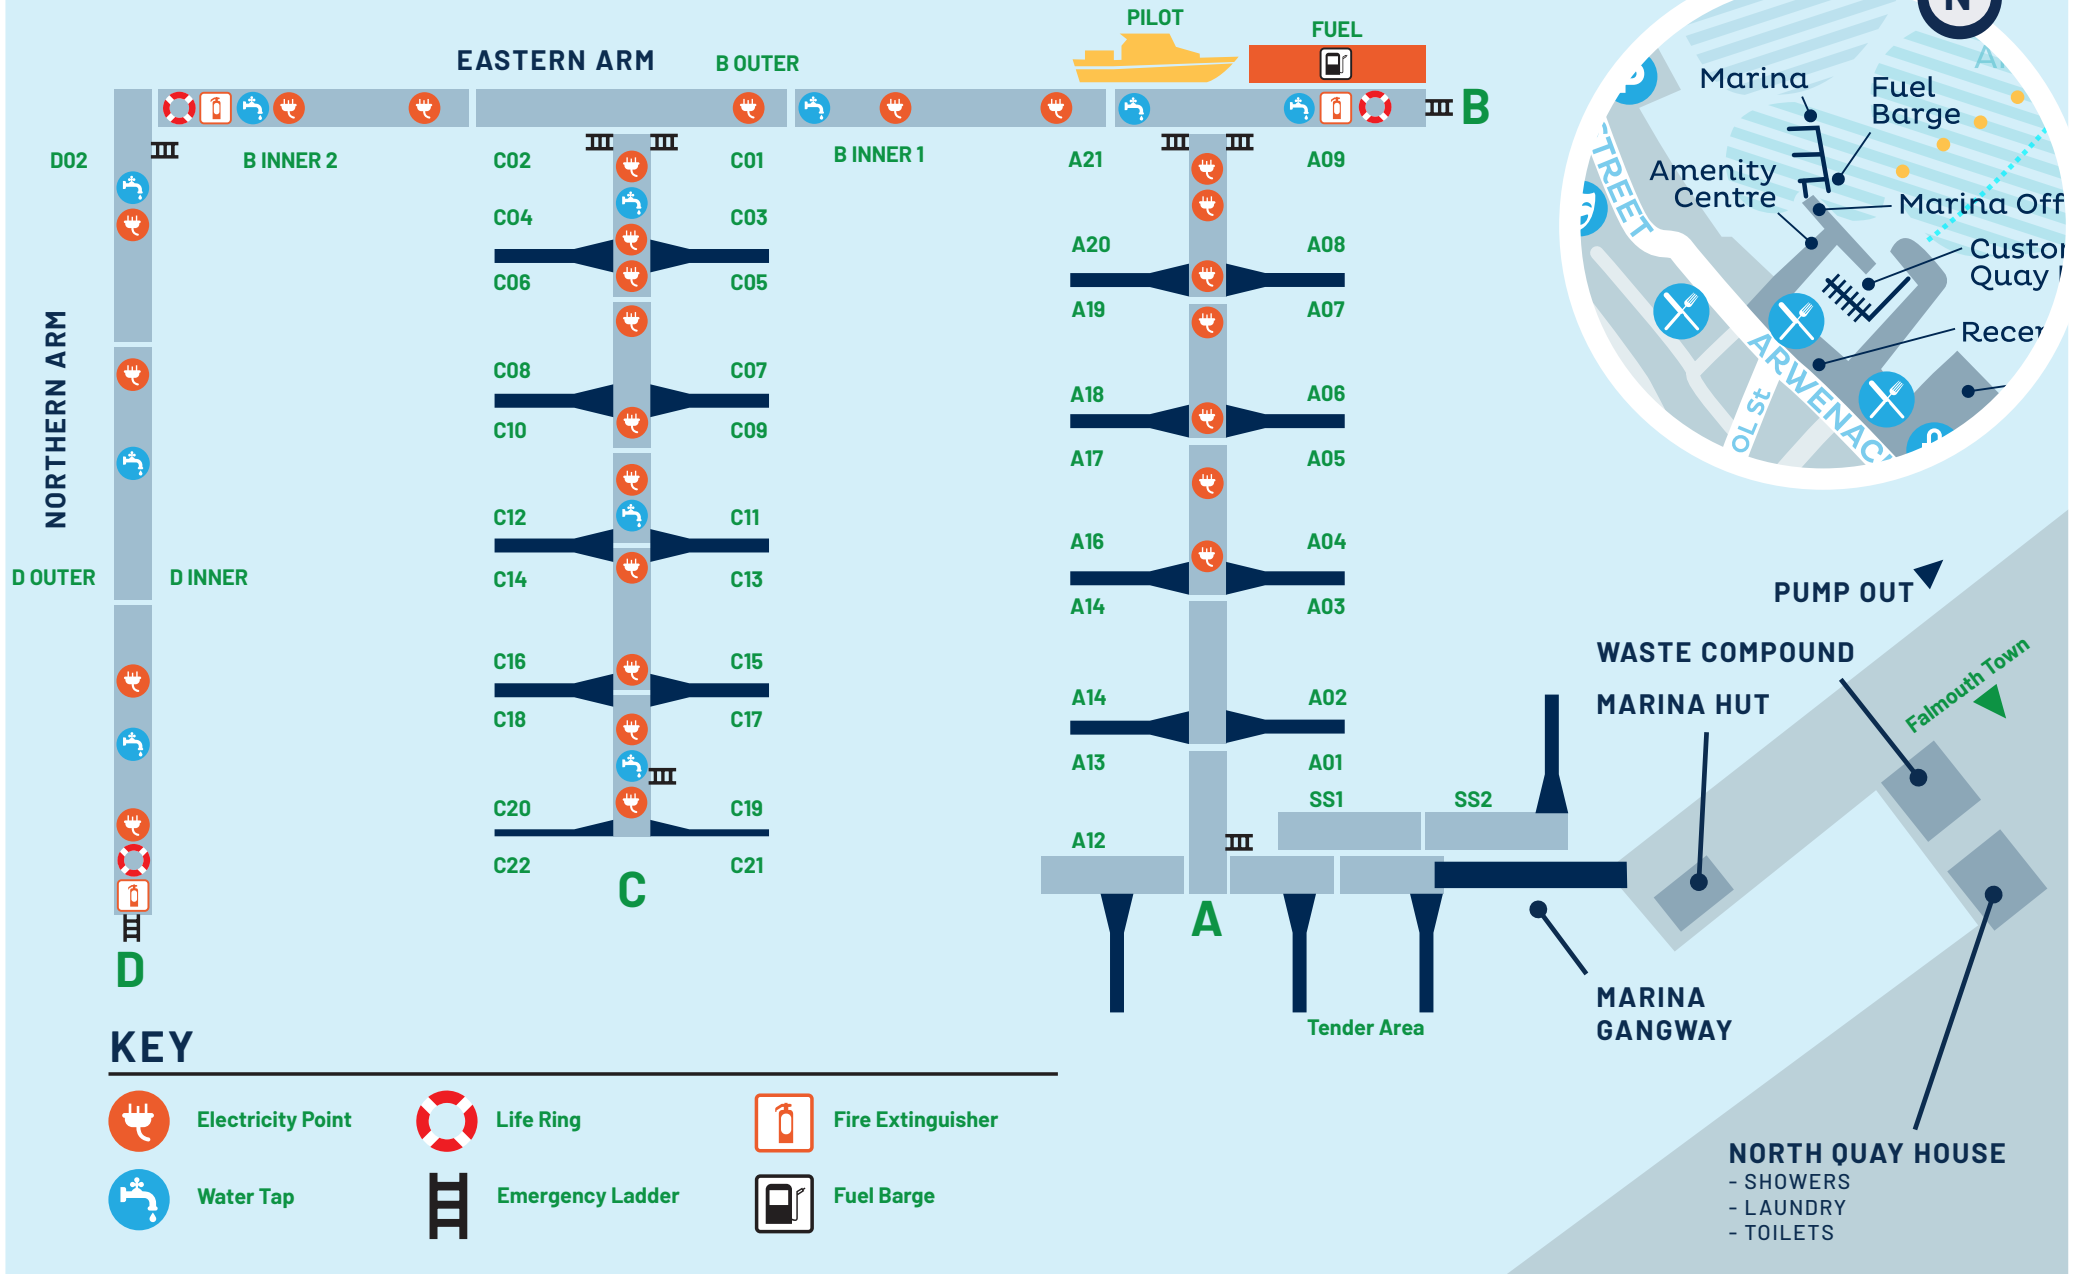 PILOT
FUEL
EASTERN ARM
B OUTER
B
D02
B INNER 2
C02
C01
B INNER 1
A21
A09
C04
C03
A20
A08
C06
C05
A19
A07
NORTHERN ARM
C08
C07
A18
A06
C10
C09
A17
A05
C12
C11
A16
A04
D OUTER
D INNER
C14
C13
A14
A03
C16
C15
A14
A02
C18
C17
A13
A01
SS1
SS2
C20
C19
A12
C22
C21
C
A
D
Tender Area
N
Marina
Fuel
Barge
Amenity
Centre
Marina Off
Custo
Quay
Rece
TREET
ARWENAC
OL St
PUMP OUT
WASTE COMPOUND
MARINA HUT
Falmouth Town
MARINA
GANGWAY
NORTH QUAY HOUSE
- SHOWERS
- LAUNDRY
- TOILETS
KEY
Electricity Point
Life Ring
Fire Extinguisher
Water Tap
Emergency Ladder
Fuel Barge